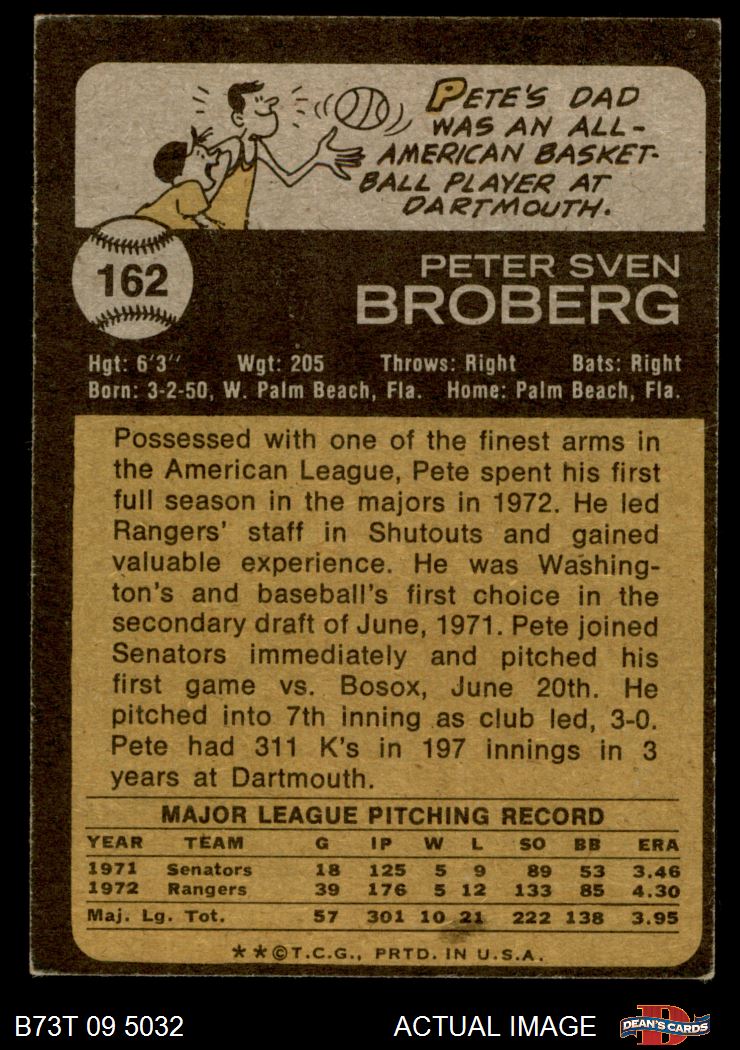 PETE'S DAD
WAS AN ALL-
AMERICAN BASKET-
BALL PLAYER AT
DARTMOUTH.
162
PETER SVEN
BROBERG
Hgt: 6'3" Wgt: 205 Throws: Right Bats: Right
Born: 3-2-50, W. Palm Beach, Fla. Home: Palm Beach, Fla.
Possessed with one of the finest arms in
the American League, Pete spent his first
full season in the majors in 1972. He led
Rangers' staff in Shutouts and gained
valuable experience. He was Washing-
ton's and baseball's first choice in the
secondary draft of June, 1971. Pete joined
Senators immediately and pitched his
first game vs. Bosox, June 20th. He
pitched into 7th inning as club led, 3-0.
Pete had 311 K's in 197 innings in 3
years at Dartmouth.
MAJOR LEAGUE PITCHING RECORD
YEAR TEAM G IP W L SO BB ERA
1971 Senators 18 125 5 9 89 53 3.46
1972 Rangers 39 176 5 12 133 85 4.30
Maj. Lg. Tot. 57 301 10 21 222 138 3.95
**©T.C.G., PRTD. IN U.S.A.
B73T 09 5032 ACTUAL IMAGE D DEAN'S CARDS